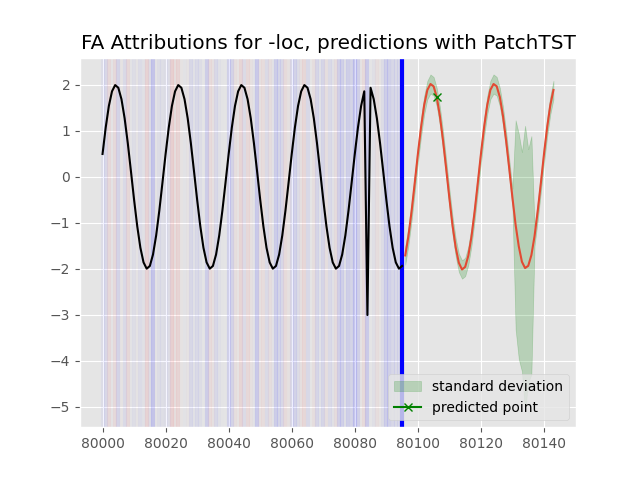 FA Attributions for -loc, predictions with PatchTST
2
1
0
−1
−2
−3
−4
−5
standard deviation
predicted point
80000 80020 80040 80060 80080 80100 80120 80140